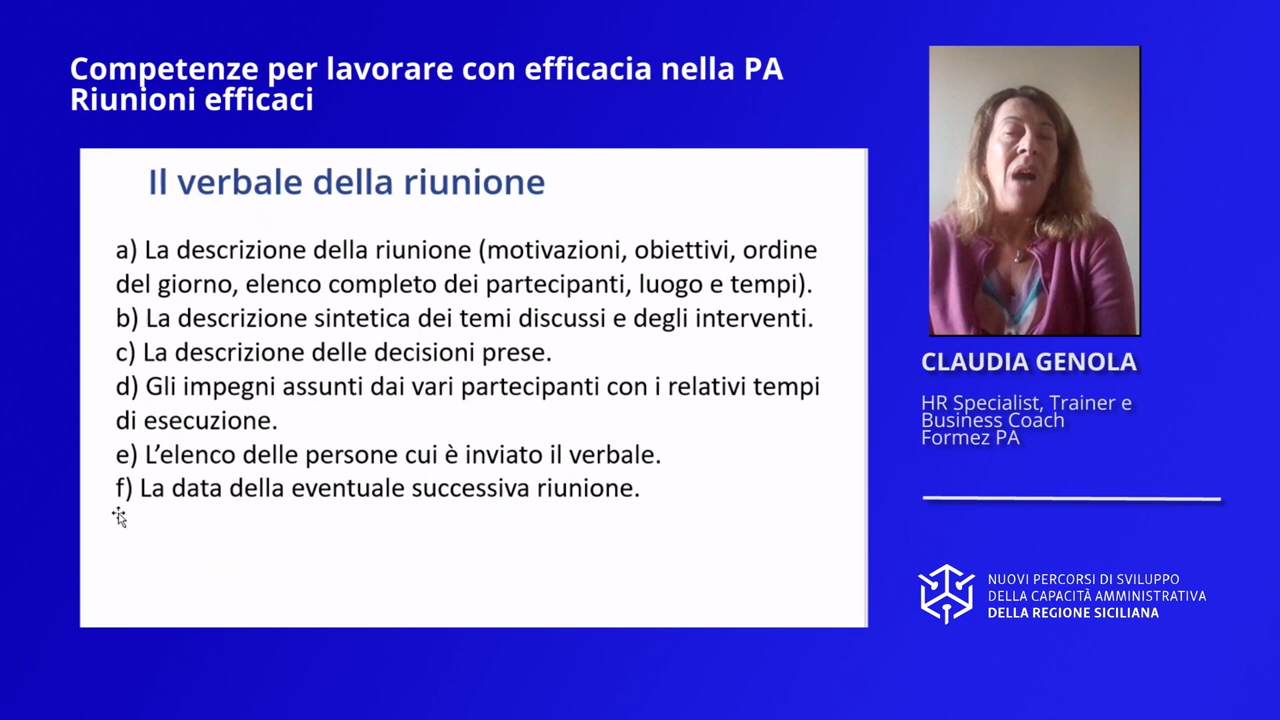 Competenze per lavorare con efficacia nella PA
Riunioni efficaci
Il verbale della riunione
a) La descrizione della riunione (motivazioni, obiettivi, ordine
del giorno, elenco completo dei partecipanti, luogo e tempi).
b) La descrizione sintetica dei temi discussi e degli interventi.
c) La descrizione delle decisioni prese.
d) Gli impegni assunti dai vari partecipanti con i relativi tempi
di esecuzione.
e) L’elenco delle persone cui è inviato il verbale.
f) La data della eventuale successiva riunione.
CLAUDIA GENOLA
HR Specialist, Trainer e
Business Coach
Formez PA
NUOVI PERCORSI DI SVILUPPO
DELLA CAPACITÀ AMMINISTRATIVA
DELLA REGIONE SICILIANA